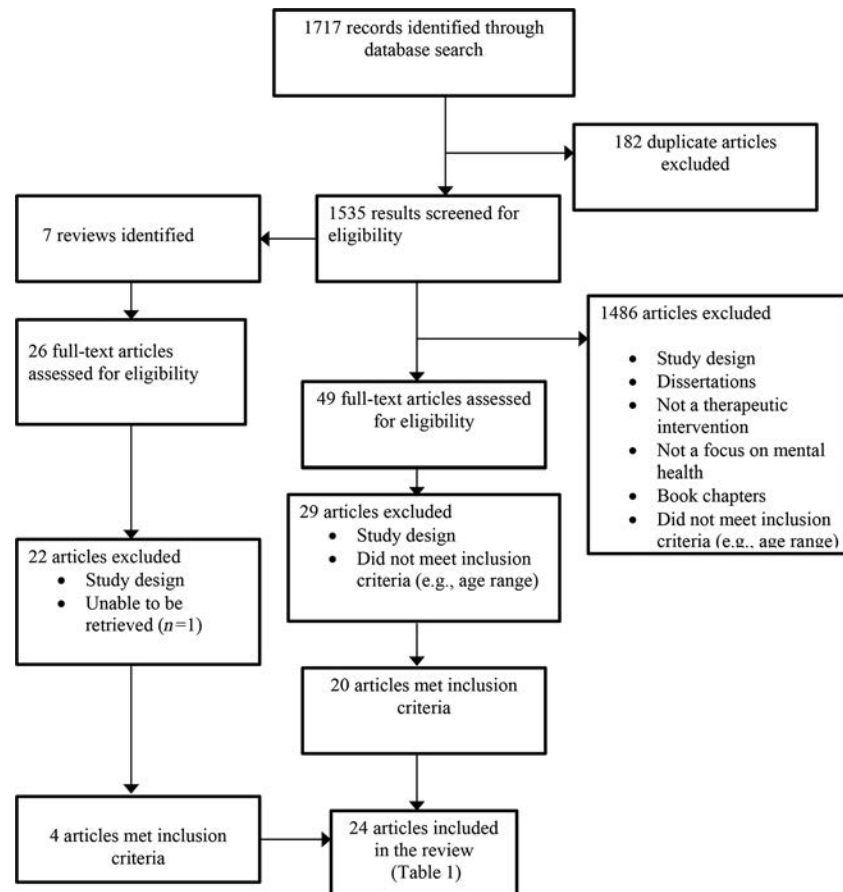 1717 records identified through
database search
182 duplicate articles
excluded
1535 results screened for
eligibility
7 reviews identified
1486 articles excluded
• Study design
• Dissertations
• Not a therapeutic
intervention
• Not a focus on mental
health
• Book chapters
• Did not meet inclusion
criteria (e.g., age range)
26 full-text articles
assessed for eligibility
49 full-text articles assessed
for eligibility
29 articles excluded
• Study design
• Did not meet inclusion
criteria (e.g., age range)
22 articles excluded
• Study design
• Unable to be
retrieved (n=1)
20 articles met inclusion
criteria
4 articles met inclusion
criteria
24 articles included
in the review
(Table 1)